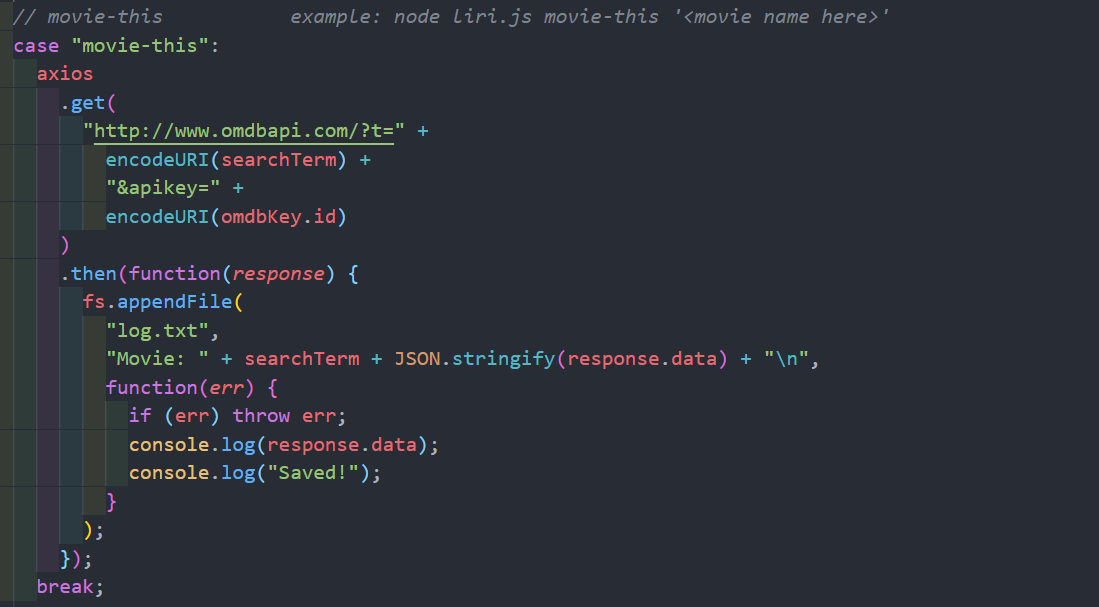 // movie-this           example: node liri.js movie-this '<movie name here>'
case "movie-this":
  axios
    .get(
      "http://www.omdbapi.com/?t=" +
        encodeURI(searchTerm) +
        "&apikey=" +
        encodeURI(omdbKey.id)
    )
    .then(function(response) {
      fs.appendFile(
        "log.txt",
        "Movie: " + searchTerm + JSON.stringify(response.data) + "\n",
        function(err) {
          if (err) throw err;
          console.log(response.data);
          console.log("Saved!");
        }
      );
    });
  break;